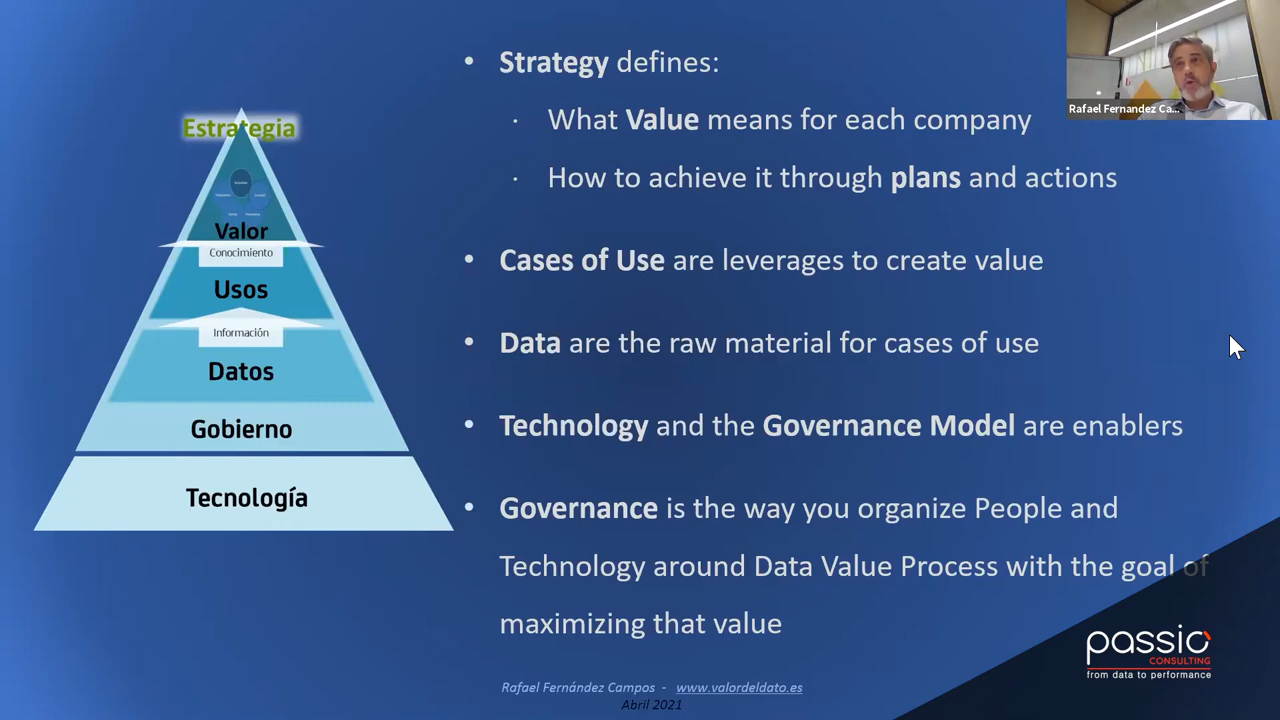 Estrategia
Valor
Conocimiento
Usos
Información
Datos
Gobierno
Tecnología
• Strategy defines:
· What Value means for each company
· How to achieve it through plans and actions
• Cases of Use are leverages to create value
• Data are the raw material for cases of use
• Technology and the Governance Model are enablers
• Governance is the way you organize People and
Technology around Data Value Process with the goal of
maximizing that value
Rafael Fernandez Ca...
passic
CONSULTING
from data to performance
Rafael Fernández Campos - www.valordeldato.es
Abril 2021